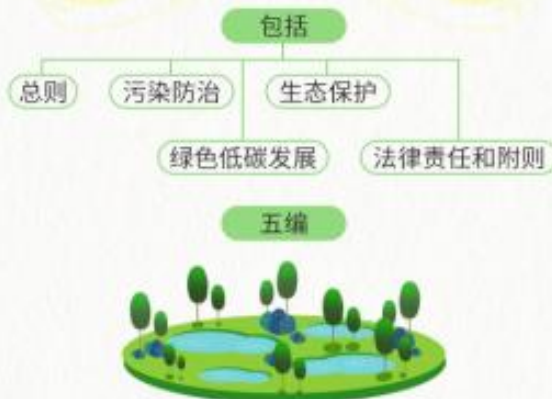 包括
总则
污染防治
生态保护
绿色低碳发展
法律责任和附则
五编